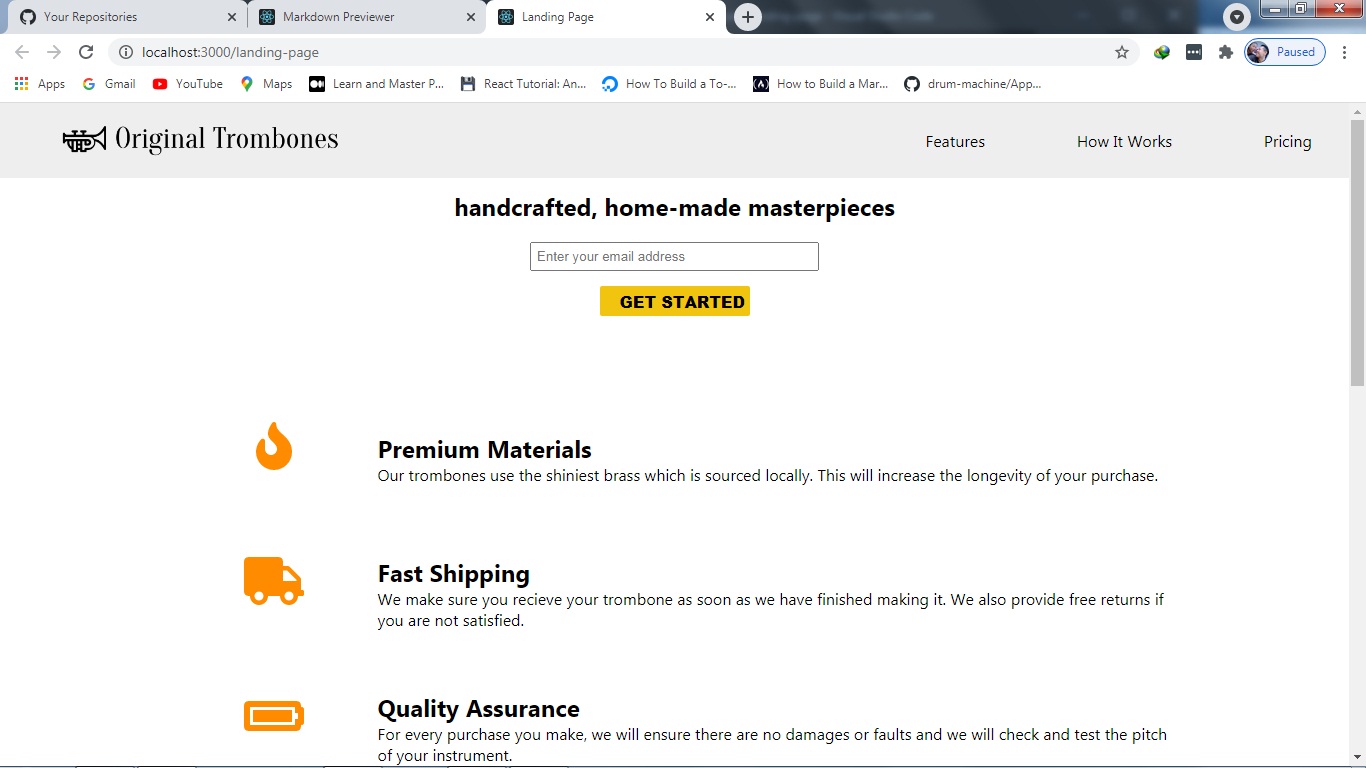 Your Repositories
Markdown Previewer
Landing Page
localhost:3000/landing-page
Paused
Apps
Gmail
YouTube
Maps
Learn and Master P...
React Tutorial: An...
How To Build a To-...
How to Build a Mar...
drum-machine/App...
Original Trombones
Features
How It Works
Pricing
handcrafted, home-made masterpieces
Enter your email address
GET STARTED
Premium Materials
Our trombones use the shiniest brass which is sourced locally. This will increase the longevity of your purchase.
Fast Shipping
We make sure you recieve your trombone as soon as we have finished making it. We also provide free returns if
you are not satisfied.
Quality Assurance
For every purchase you make, we will ensure there are no damages or faults and we will check and test the pitch
of your instrument.